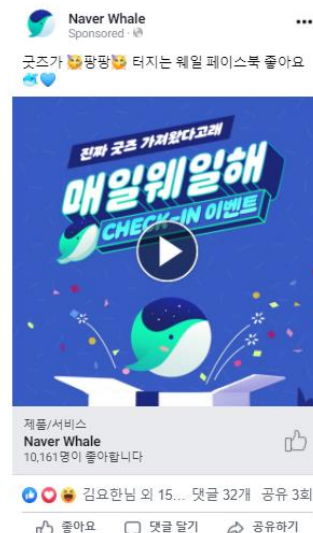 Naver Whale
Sponsored ·
굿즈가 팡팡 터지는 웨일 페이스북 좋아요
진짜 굿즈 가져왔다고래
매일웨일해
CHECK-IN 이벤트
제품/서비스
Naver Whale
10,161명이 좋아합니다
김요한님 외 15... 댓글 32개 공유 3회
좋아요 댓글 달기 공유하기